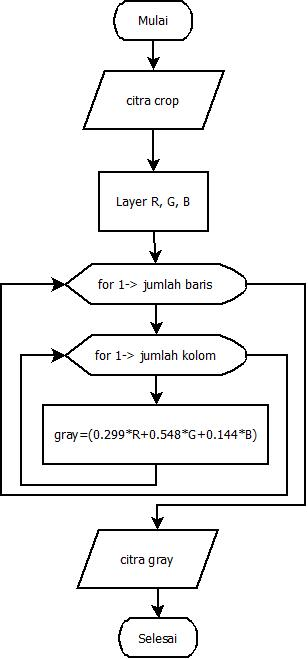 Mulai
citra crop
Layer R, G, B
for 1-> jumlah baris
for 1-> jumlah kolom
gray=(0.299*R+0.548*G+0.144*B)
citra gray
Selesai